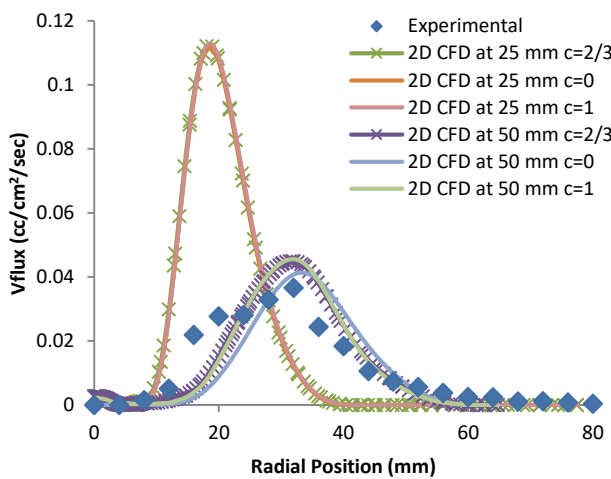 0.12
0.1
0.08
0.06
0.04
0.02
0
Vflux (cc/cm²/sec)
Experimental
2D CFD at 25 mm c=2/3
2D CFD at 25 mm c=0
2D CFD at 25 mm c=1
2D CFD at 50 mm c=2/3
2D CFD at 50 mm c=0
2D CFD at 50 mm c=1
0 20 40 60 80
Radial Position (mm)